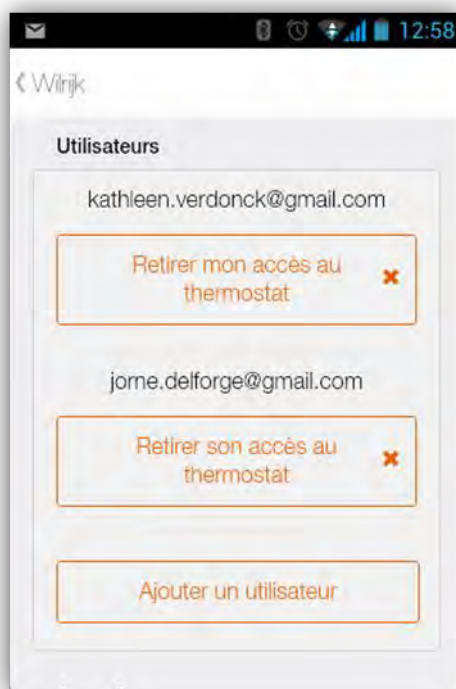 12:58
Wilrijk
Utilisateurs
kathleen.verdonck@gmail.com
Retirer mon accès au
thermostat
jorne.delforge@gmail.com
Retirer son accès au
thermostat
Ajouter un utilisateur